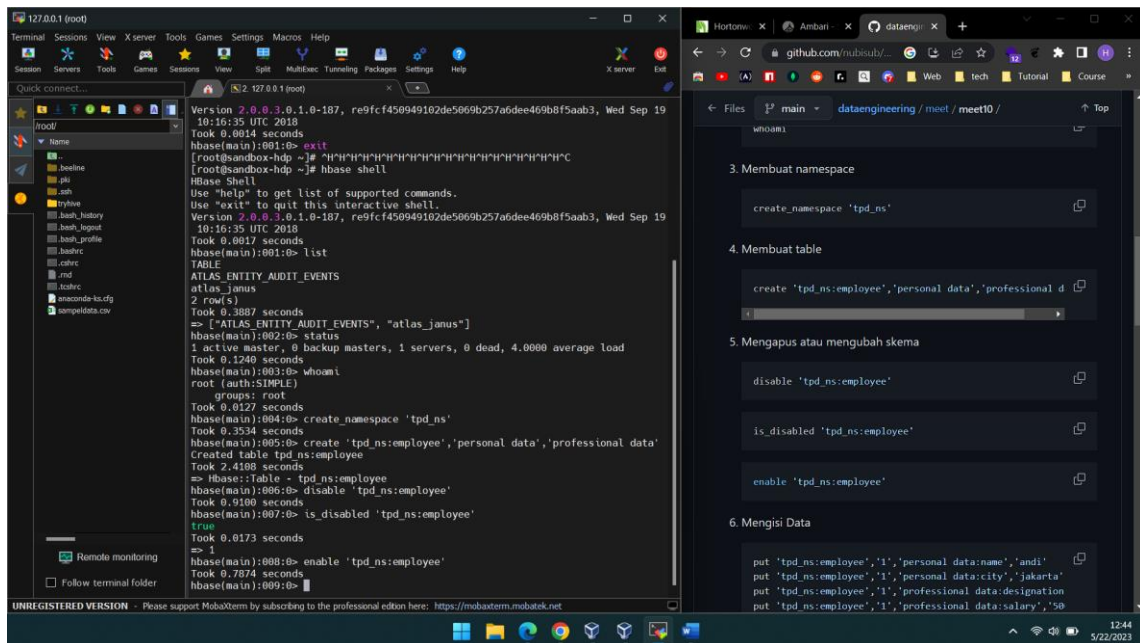 127.0.0.1 (root)
Terminal Sessions View X server Tools Games Settings Macros Help
Session Servers Tools Games Sessions View Split MultiExec Tunneling Packages Settings Help
X server Exit
Quick connect...
2. 127.0.0.1 (root)
/root/
Name
..
.beeline
.pki
.ssh
tryhive
.bash_history
.bash_logout
.bash_profile
.bashrc
.cshrc
.rnd
.tcshrc
anaconda-ks.cfg
sampeldata.csv
Remote monitoring
Follow terminal folder
Version 2.0.0.3.0.1.0-187, re9fcf450949102de5069b257a6dee469b8f5aab3, Wed Sep 19
10:16:35 UTC 2018
Took 0.0014 seconds
hbase(main):001:0> exit
[root@sandbox-hdp ~]# ^H^H^H^H^H^H^H^H^H^H^H^H^H^H^H^H^H^H^H^H^C
[root@sandbox-hdp ~]# hbase shell
HBase Shell
Use "help" to get list of supported commands.
Use "exit" to quit this interactive shell.
Version 2.0.0.3.0.1.0-187, re9fcf450949102de5069b257a6dee469b8f5aab3, Wed Sep 19
10:16:35 UTC 2018
Took 0.0017 seconds
hbase(main):001:0> list
TABLE
ATLAS_ENTITY_AUDIT_EVENTS
atlas_janus
2 row(s)
Took 0.3887 seconds
=> ["ATLAS_ENTITY_AUDIT_EVENTS", "atlas_janus"]
hbase(main):002:0> status
1 active master, 0 backup masters, 1 servers, 0 dead, 4.0000 average load
Took 0.1240 seconds
hbase(main):003:0> whoami
root (auth:SIMPLE)
groups: root
Took 0.0127 seconds
hbase(main):004:0> create_namespace 'tpd_ns'
Took 0.3534 seconds
hbase(main):005:0> create 'tpd_ns:employee','personal data','professional data'
Created table tpd_ns:employee
Took 2.4108 seconds
=> Hbase::Table - tpd_ns:employee
hbase(main):006:0> disable 'tpd_ns:employee'
Took 0.9100 seconds
hbase(main):007:0> is_disabled 'tpd_ns:employee'
true
Took 0.0173 seconds
=> 1
hbase(main):008:0> enable 'tpd_ns:employee'
Took 0.7874 seconds
hbase(main):009:0>
UNREGISTERED VERSION - Please support MobaXterm by subscribing to the professional edition here: https://mobaxterm.mobatek.net
Hortonw Ambari - dataengin
github.com/nubisub/...
12
H
Web tech Tutorial Course
Files main dataengineering / meet / meet10 / Top
whoami
3. Membuat namespace
create_namespace 'tpd_ns'
4. Membuat table
create 'tpd_ns:employee','personal data','professional d
5. Mengapus atau mengubah skema
disable 'tpd_ns:employee'
is_disabled 'tpd_ns:employee'
enable 'tpd_ns:employee'
6. Mengisi Data
put 'tpd_ns:employee','1','personal data:name','andi'
put 'tpd_ns:employee','1','personal data:city','jakarta'
put 'tpd_ns:employee','1','professional data:designation
put 'tpd_ns:employee','1','professional data:salary','50
12:44
5/22/2023